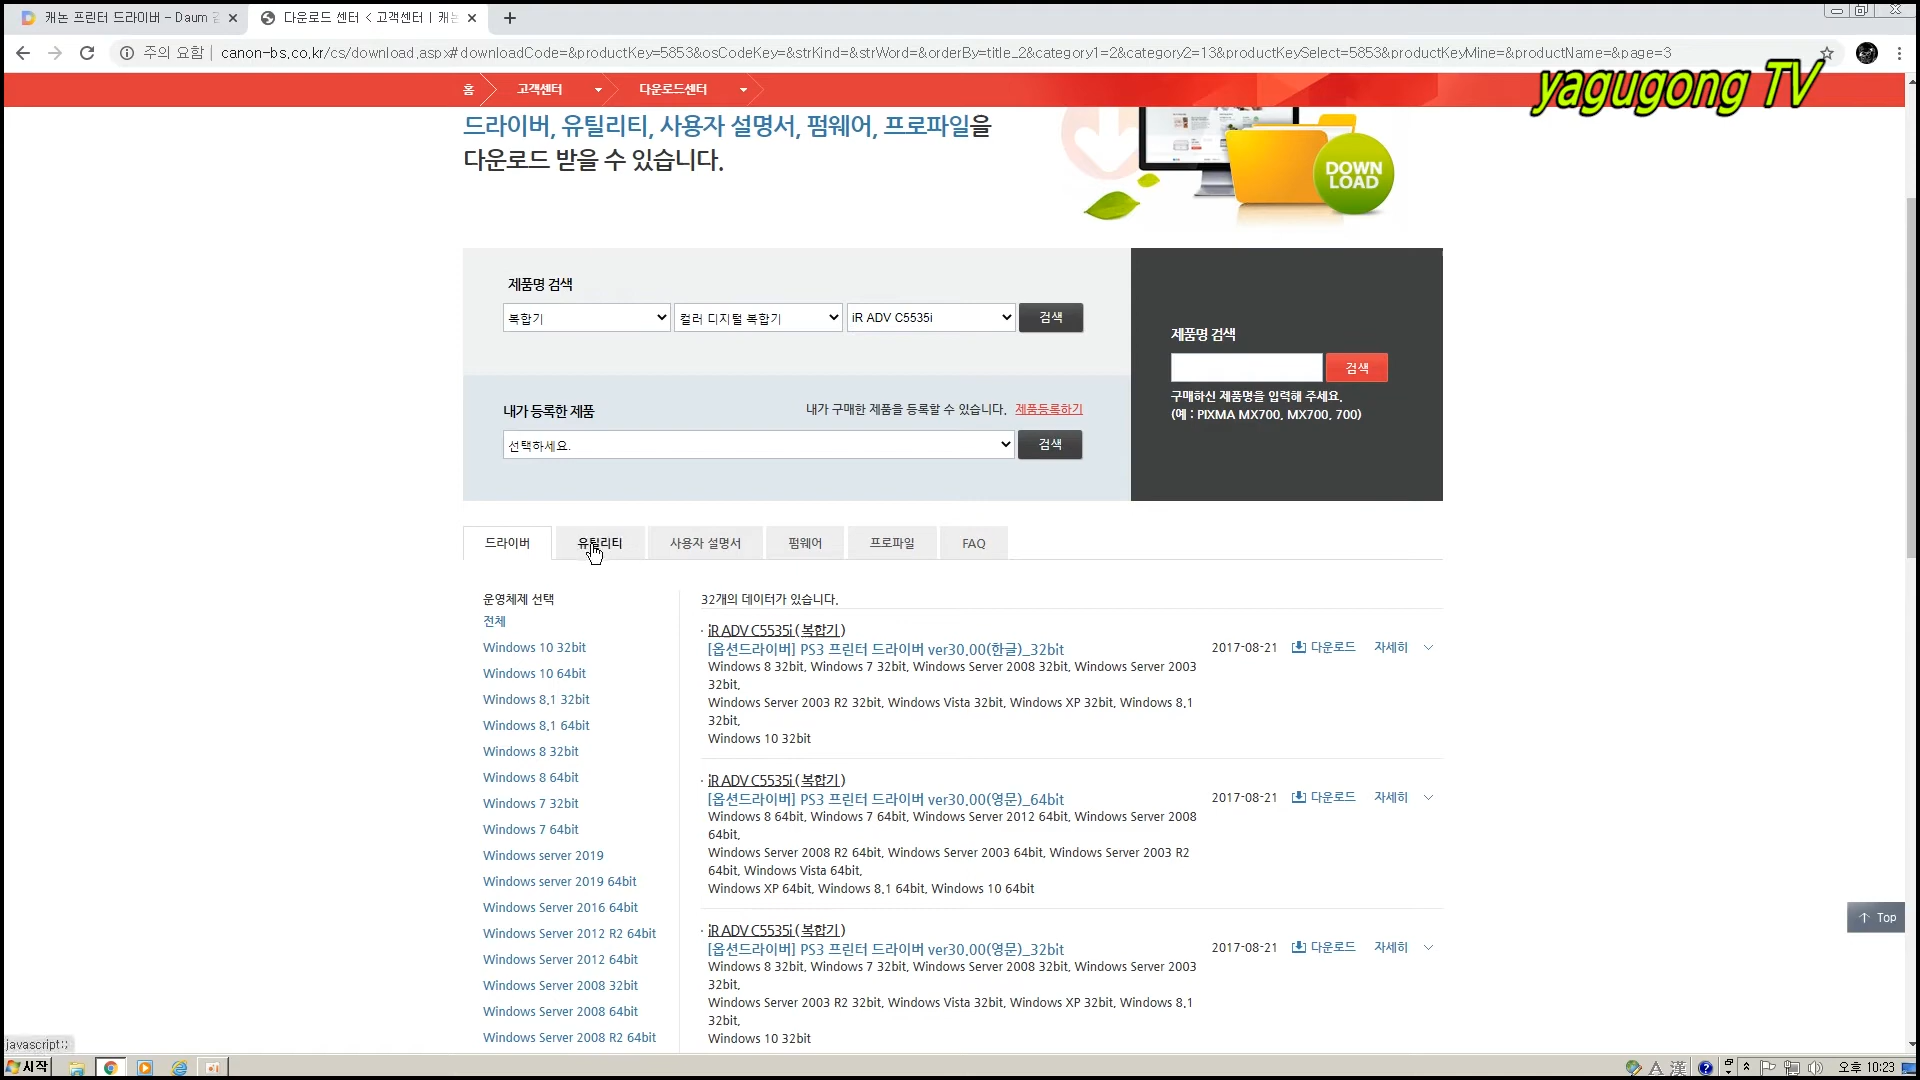 캐논 프린터 드라이버 - Daum 검
다운로드 센터 < 고객센터 | 캐논
주의 요함
canon-bs.co.kr/cs/download.aspx#downloadCode=&productKey=5853&osCodeKey=&strKind=&strWord=&orderBy=title_2&category1=2&category2=13&productKeySelect=5853&productKeyMine=&productName=&page=3
yagugong TV
홈
고객센터
다운로드센터
드라이버, 유틸리티, 사용자 설명서, 펌웨어, 프로파일을
다운로드 받을 수 있습니다.
DOWN
LOAD
제품명 검색
복합기
컬러 디지털 복합기
iR ADV C5535i
검색
제품명 검색
검색
구매하신 제품명을 입력해 주세요.
(예 : PIXMA MX700, MX700, 700)
내가 등록한 제품
내가 구매한 제품을 등록할 수 있습니다.
제품등록하기
선택하세요.
검색
드라이버
유틸리티
사용자 설명서
펌웨어
프로파일
FAQ
운영체제 선택
전체
Windows 10 32bit
Windows 10 64bit
Windows 8.1 32bit
Windows 8.1 64bit
Windows 8 32bit
Windows 8 64bit
Windows 7 32bit
Windows 7 64bit
Windows server 2019
Windows server 2019 64bit
Windows Server 2016 64bit
Windows Server 2012 R2 64bit
Windows Server 2012 64bit
Windows Server 2008 32bit
Windows Server 2008 64bit
Windows Server 2008 R2 64bit
32개의 데이터가 있습니다.
· iR ADV C5535i ( 복합기 )
[옵션드라이버] PS3 프린터 드라이버 ver30.00(한글)_32bit
2017-08-21 다운로드 자세히
Windows 8 32bit, Windows 7 32bit, Windows Server 2008 32bit, Windows Server 2003
32bit,
Windows Server 2003 R2 32bit, Windows Vista 32bit, Windows XP 32bit, Windows 8.1
32bit,
Windows 10 32bit
· iR ADV C5535i ( 복합기 )
[옵션드라이버] PS3 프린터 드라이버 ver30.00(영문)_64bit
2017-08-21 다운로드 자세히
Windows 8 64bit, Windows 7 64bit, Windows Server 2012 64bit, Windows Server 2008
64bit,
Windows Server 2008 R2 64bit, Windows Server 2003 64bit, Windows Server 2003 R2
64bit, Windows Vista 64bit,
Windows XP 64bit, Windows 8.1 64bit, Windows 10 64bit
· iR ADV C5535i ( 복합기 )
[옵션드라이버] PS3 프린터 드라이버 ver30.00(영문)_32bit
2017-08-21 다운로드 자세히
Windows 8 32bit, Windows 7 32bit, Windows Server 2008 32bit, Windows Server 2003
32bit,
Windows Server 2003 R2 32bit, Windows Vista 32bit, Windows XP 32bit, Windows 8.1
32bit,
Windows 10 32bit
Top
javascript:;
시작
A 漢
오후 10:23